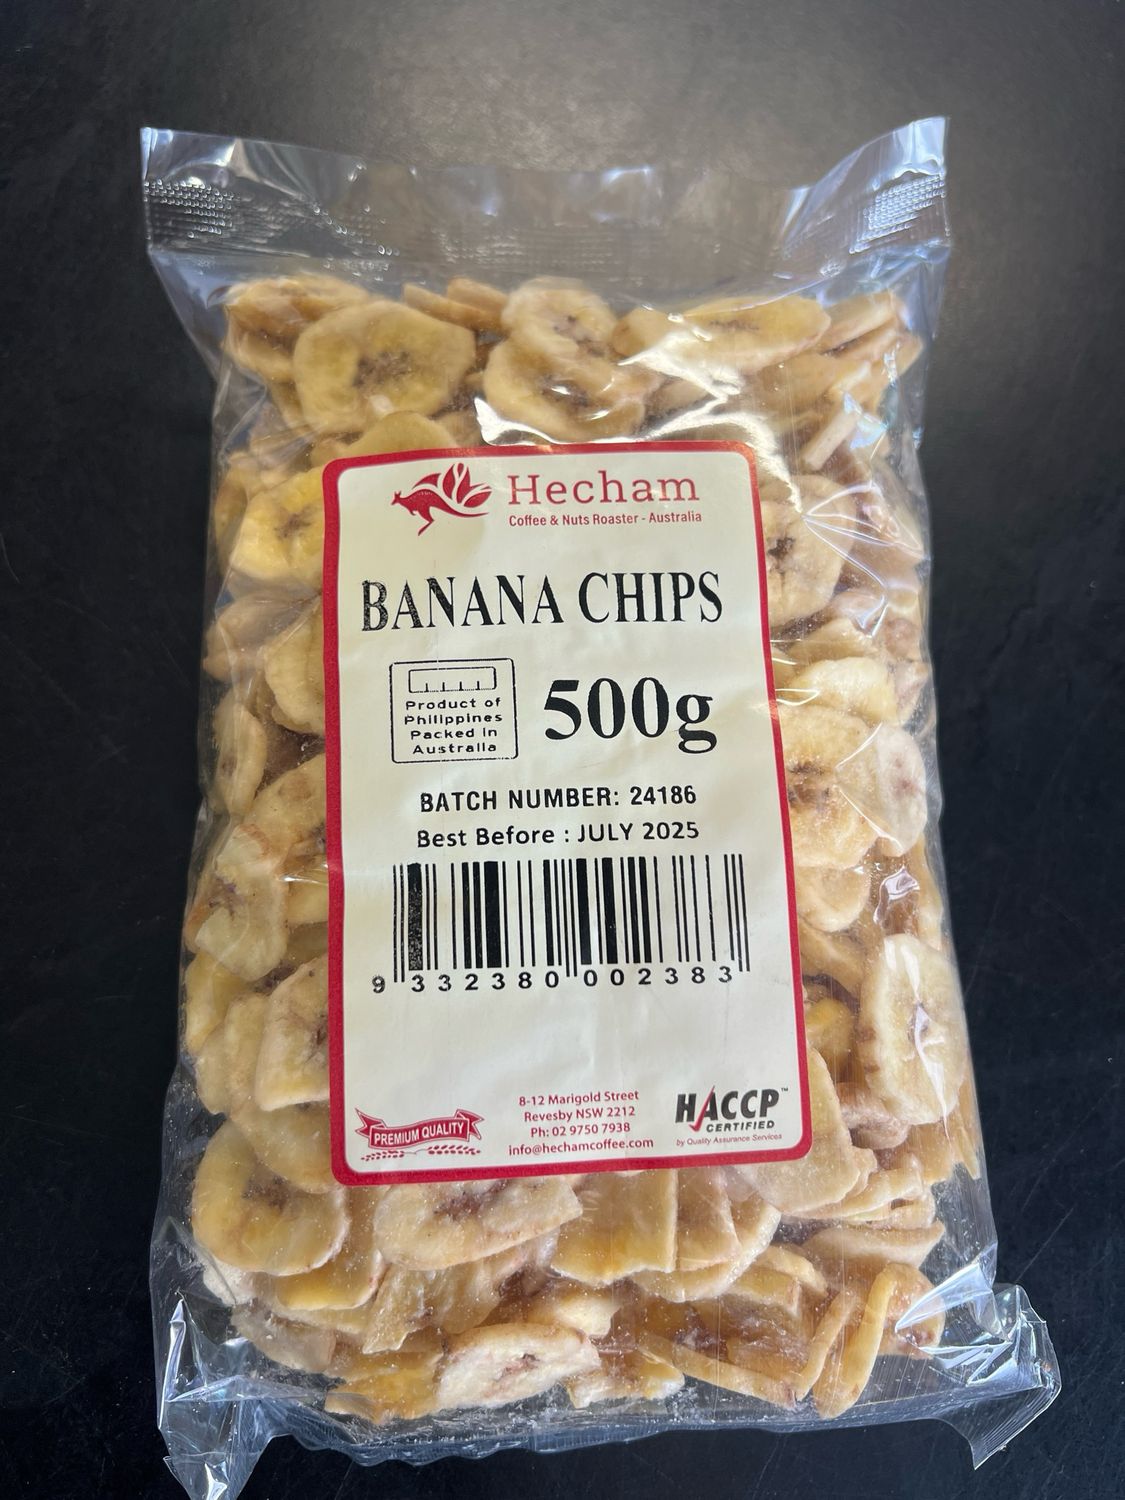 Hecham
Coffee & Nuts Roaster - Australia
BANANA CHIPS
Product of
Philippines
Packed in
Australia
500g
BATCH NUMBER: 24186
Best Before : JULY 2025
9 332380 002383
PREMIUM QUALITY
8-12 Marigold Street
Revesby NSW 2212
Ph: 02 9750 7938
info@hechamcoffee.com
HACCP™
CERTIFIED
by Quality Assurance Services